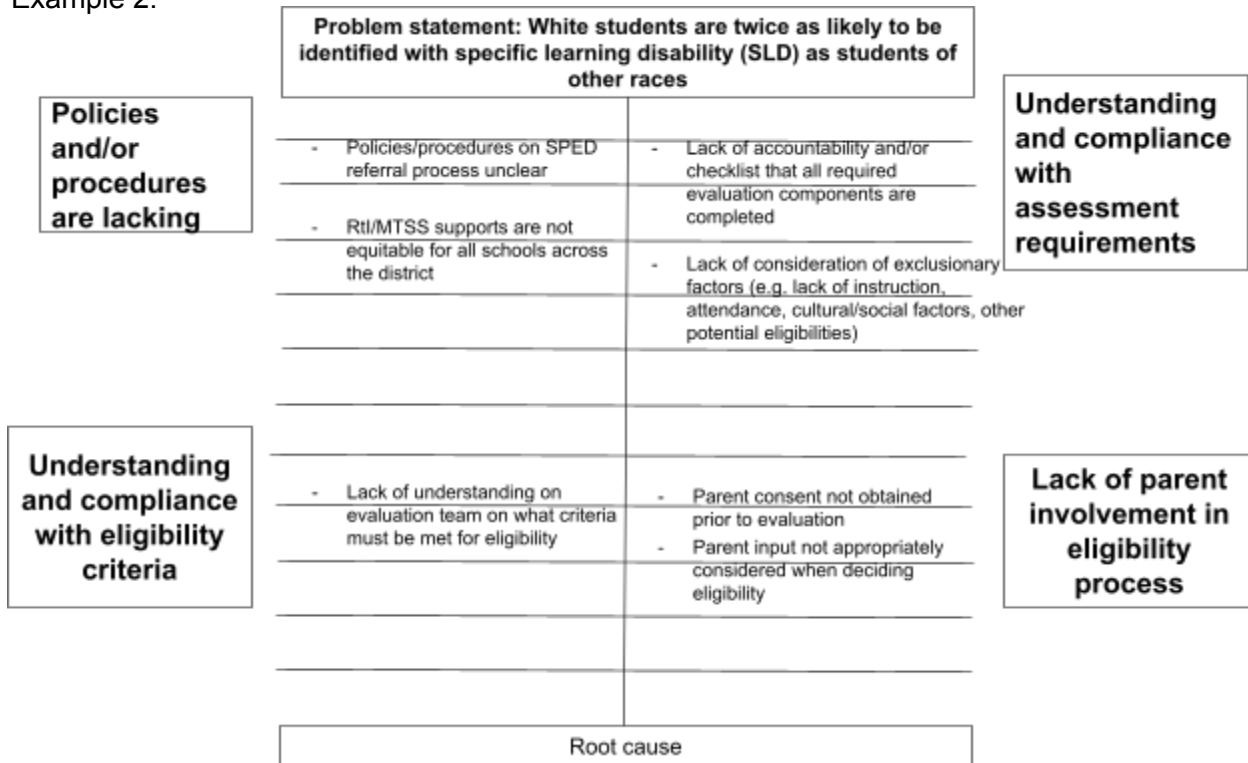 Example 2:
Problem statement: White students are twice as likely to be
identified with specific learning disability (SLD) as students of
other races
Policies
and/or
procedures
are lacking
- Policies/procedures on SPED
referral process unclear
- RtI/MTSS supports are not
equitable for all schools across
the district
- Lack of accountability and/or
checklist that all required
evaluation components are
completed
- Lack of consideration of exclusionary
factors (e.g. lack of instruction,
attendance, cultural/social factors, other
potential eligibilities)
Understanding
and compliance
with
assessment
requirements
Understanding
and compliance
with eligibility
criteria
- Lack of understanding on
evaluation team on what criteria
must be met for eligibility
- Parent consent not obtained
prior to evaluation
- Parent input not appropriately
considered when deciding
eligibility
Lack of parent
involvement in
eligibility
process
Root cause